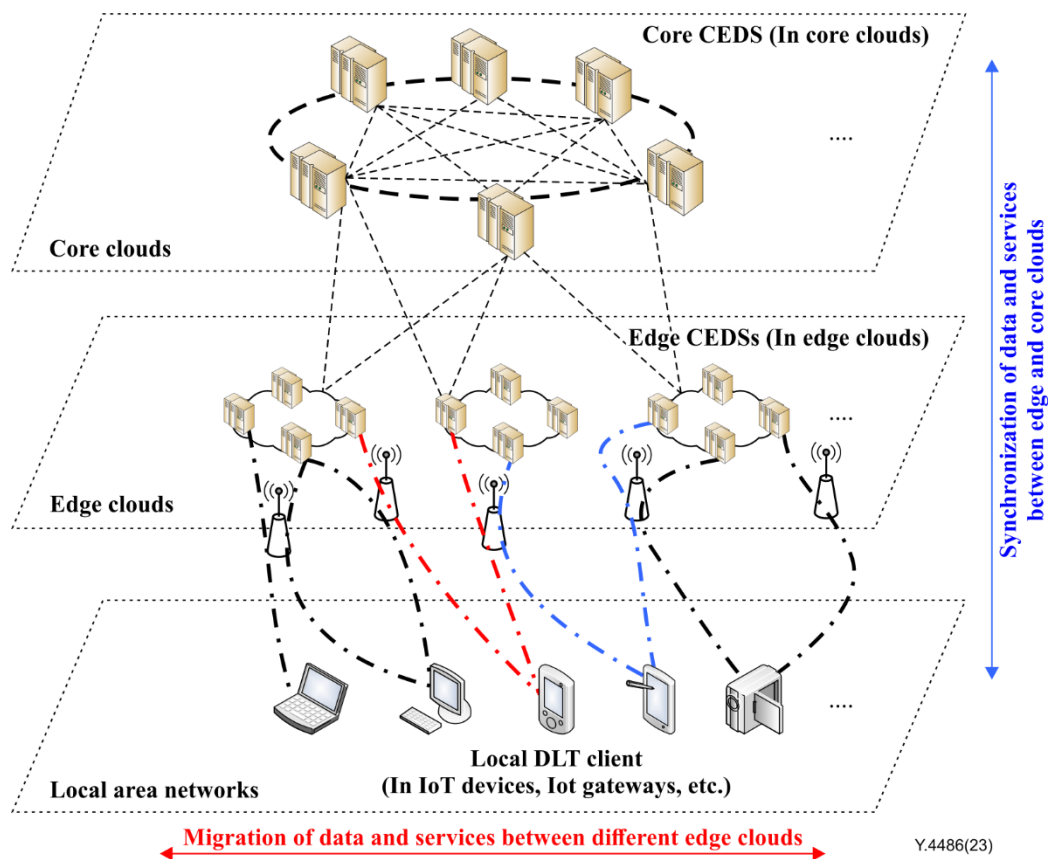 Core CEDS (In core clouds)
....
Core clouds
Edge CEDSs (In edge clouds)
....
Edge clouds
....
Local DLT client
(In IoT devices, Iot gateways, etc.)
Local area networks
Synchronization of data and services
between edge and core clouds
Migration of data and services between different edge clouds
Y.4486(23)